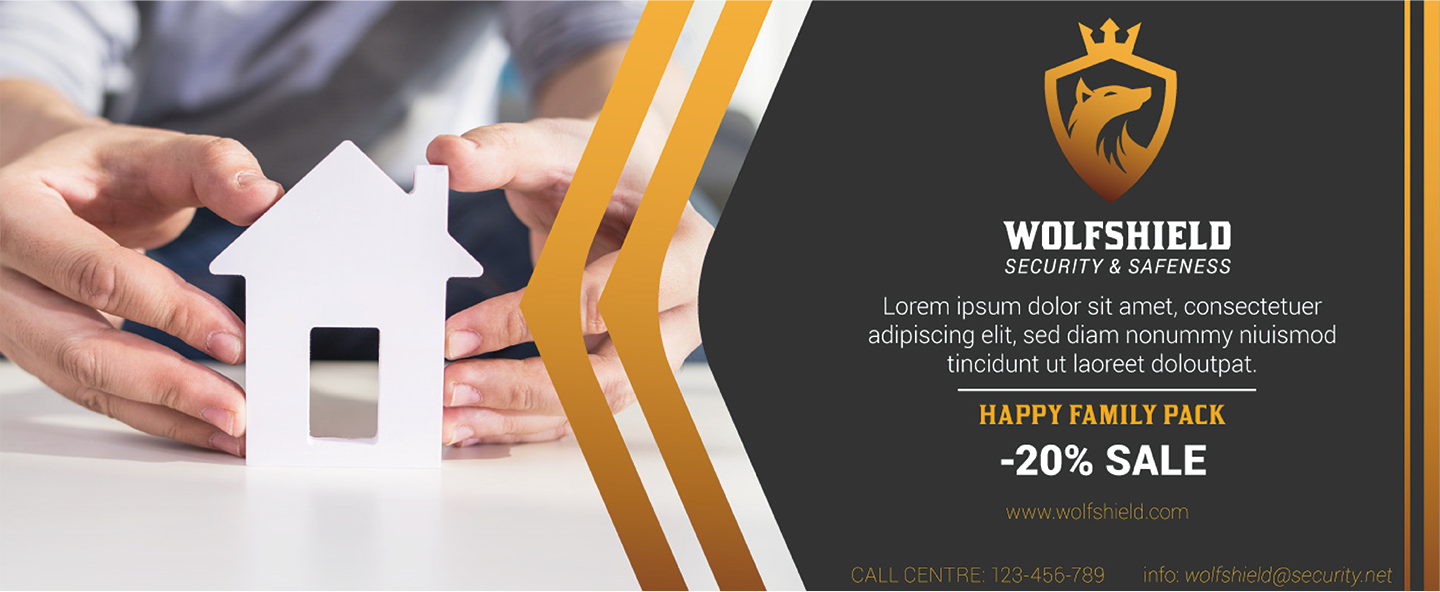 WOLFSHIELD
SECURITY & SAFENESS
Lorem ipsum dolor sit amet, consectetuer
adipiscing elit, sed diam nonummy niuismod
tincidunt ut laoreet doloutpat.
HAPPY FAMILY PACK
-20% SALE
www.wolfshield.com
CALL CENTRE: 123-456-789 info: wolfshield@security.net